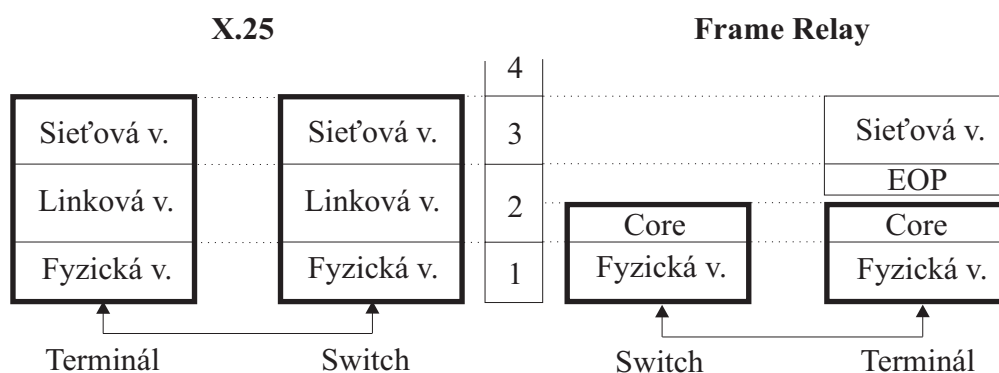 X.25 Frame Relay
4
Sieťová v. Sieťová v. 3 Sieťová v.
EOP
Linková v. Linková v. 2
Core Core
Fyzická v. Fyzická v. 1 Fyzická v. Fyzická v.
Terminál Switch Switch Terminál